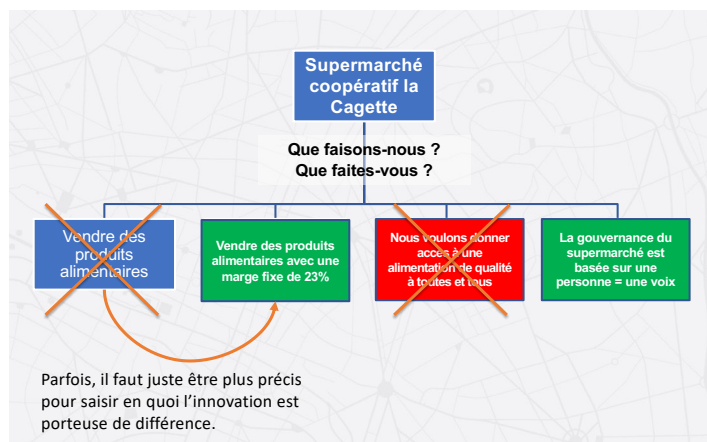 Supermarché
coopératif la
Cagette
Que faisons-nous ?
Que faites-vous ?
Vendre des
produits
alimentaires
Vendre des produits
alimentaires avec une
marge fixe de 23%
Nous voulons donner
accès à une
alimentation de qualité
à toutes et tous
La gouvernance du
supermarché est
basée sur une
personne = une voix
Parfois, il faut juste être plus précis
pour saisir en quoi l’innovation est
porteuse de différence.